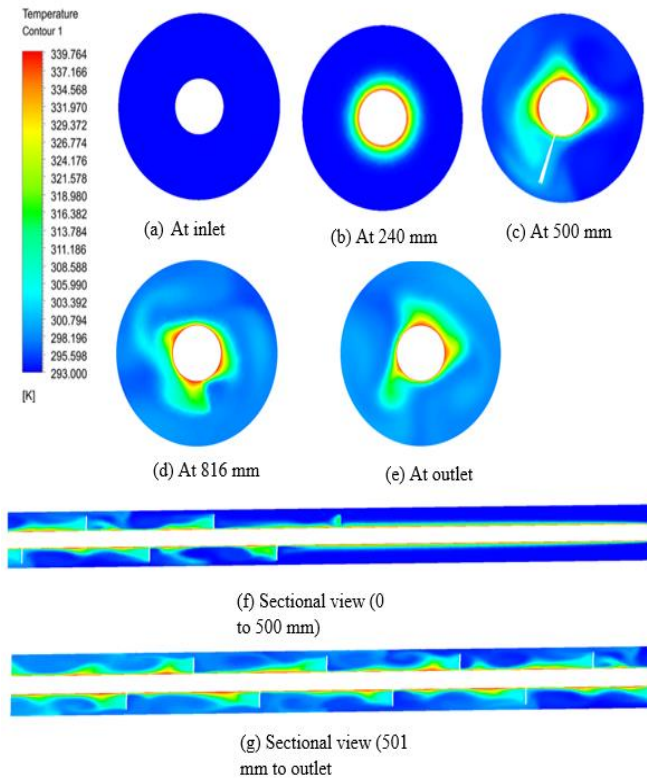 Temperature
Contour 1
339.764
337.166
334.568
331.970
329.372
326.774
324.176
321.578
318.980
316.382
313.784
311.186
308.588
305.990
303.392
300.794
298.196
295.598
293.000
[K]
(a) At inlet
(b) At 240 mm
(c) At 500 mm
(d) At 816 mm
(e) At outlet
(f) Sectional view (0
to 500 mm)
(g) Sectional view (501
mm to outlet